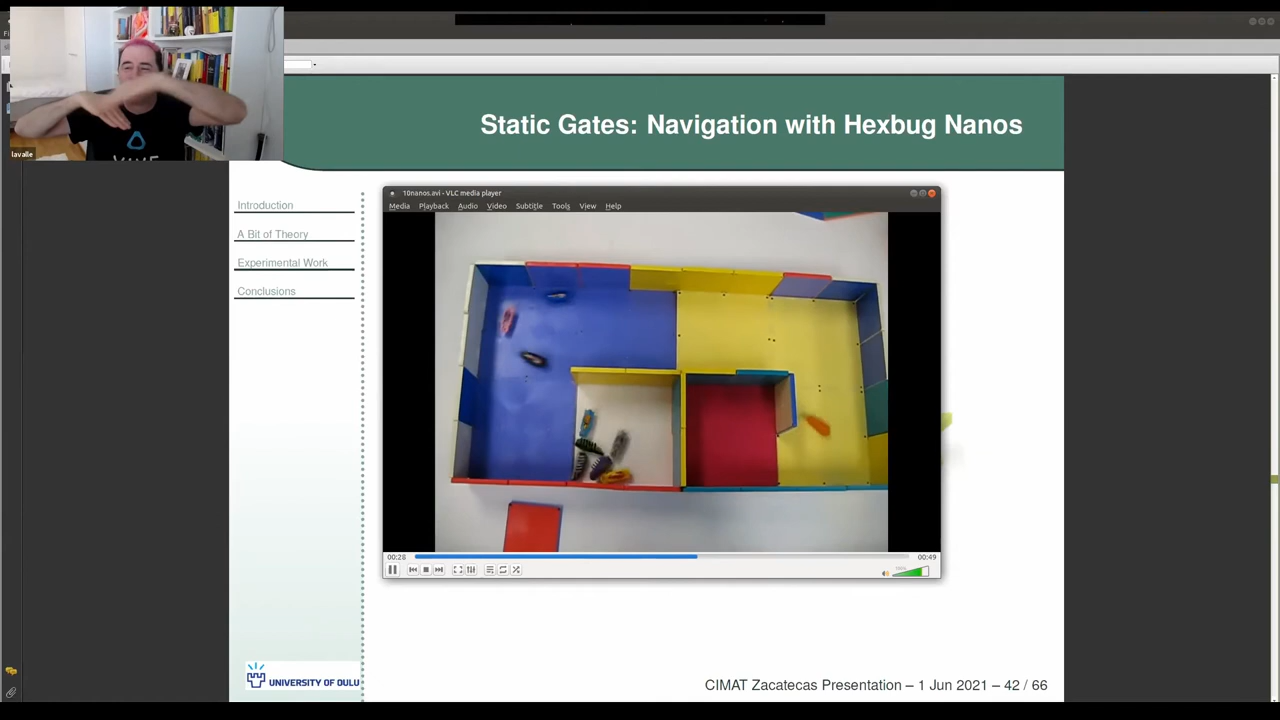 lavalle
Static Gates: Navigation with Hexbug Nanos
Introduction
A Bit of Theory
Experimental Work
Conclusions
10nanos.avi - VLC media player
Media Playback Audio Video Subtitle Tools View Help
00:28
00:49
UNIVERSITY OF OULU
CIMAT Zacatecas Presentation – 1 Jun 2021 – 42 / 66